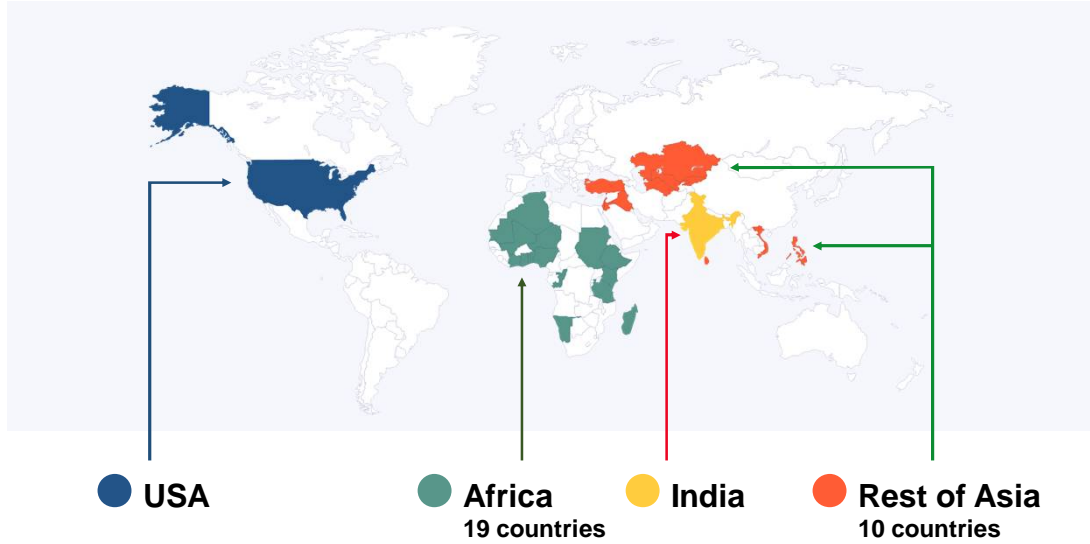 USA
Africa
19 countries
India
Rest of Asia
10 countries